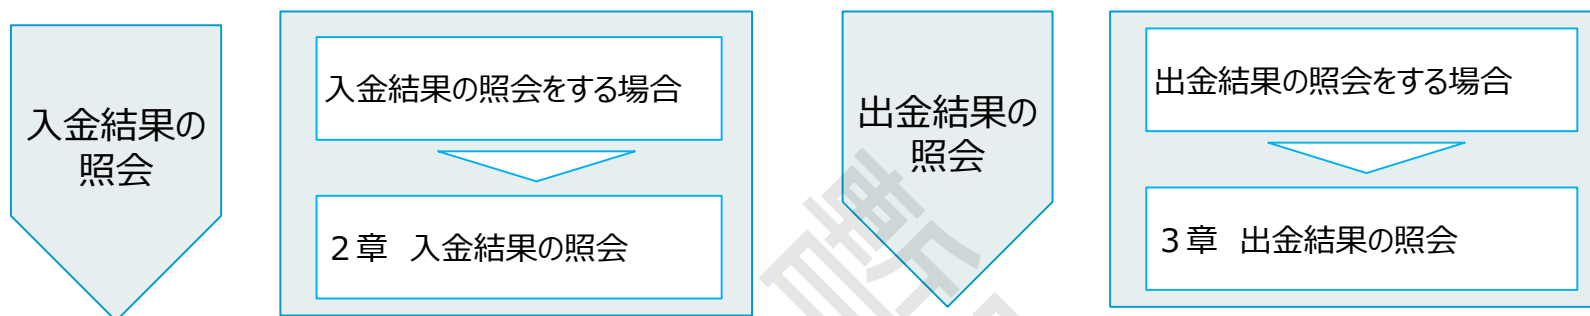 入金結果の
照会
入金結果の照会をする場合
２章　入金結果の照会
出金結果の
照会
出金結果の照会をする場合
３章　出金結果の照会